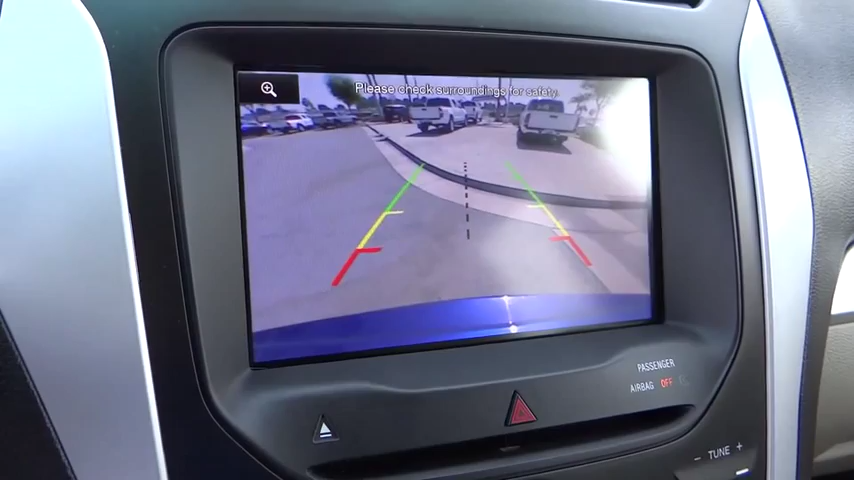 Please check surroundings for safety.
PASSENGER
AIRBAG OFF
- TUNE +